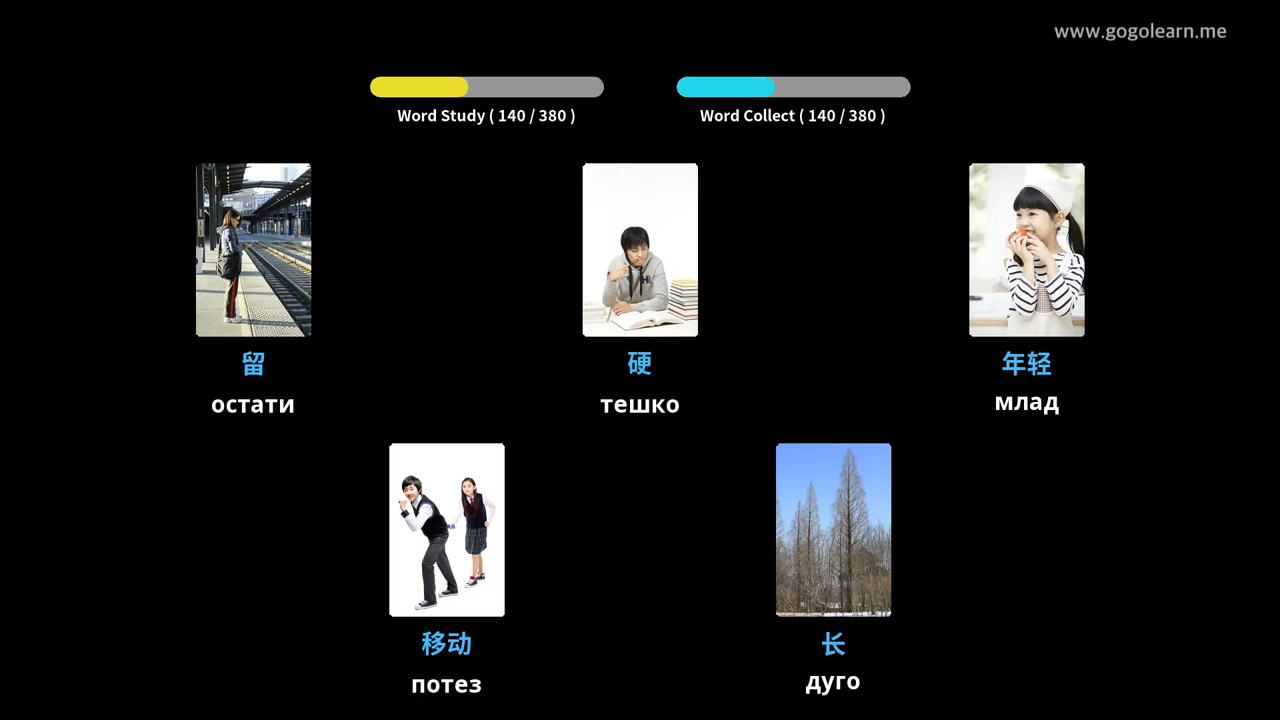 www.gogolearn.me
Word Study ( 140 / 380 )
Word Collect ( 140 / 380 )
留
остати
硬
тешко
年轻
млад
移动
потез
长
дуго